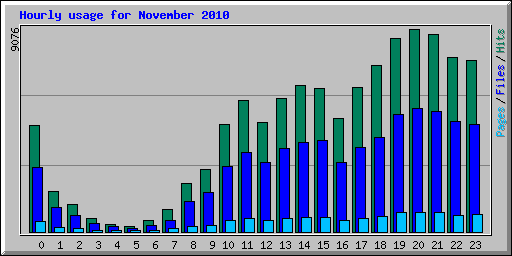 Hourly usage for November 2010
9076
Pages / Files / Hits
0 1 2 3 4 5 6 7 8 9 10 11 12 13 14 15 16 17 18 19 20 21 22 23